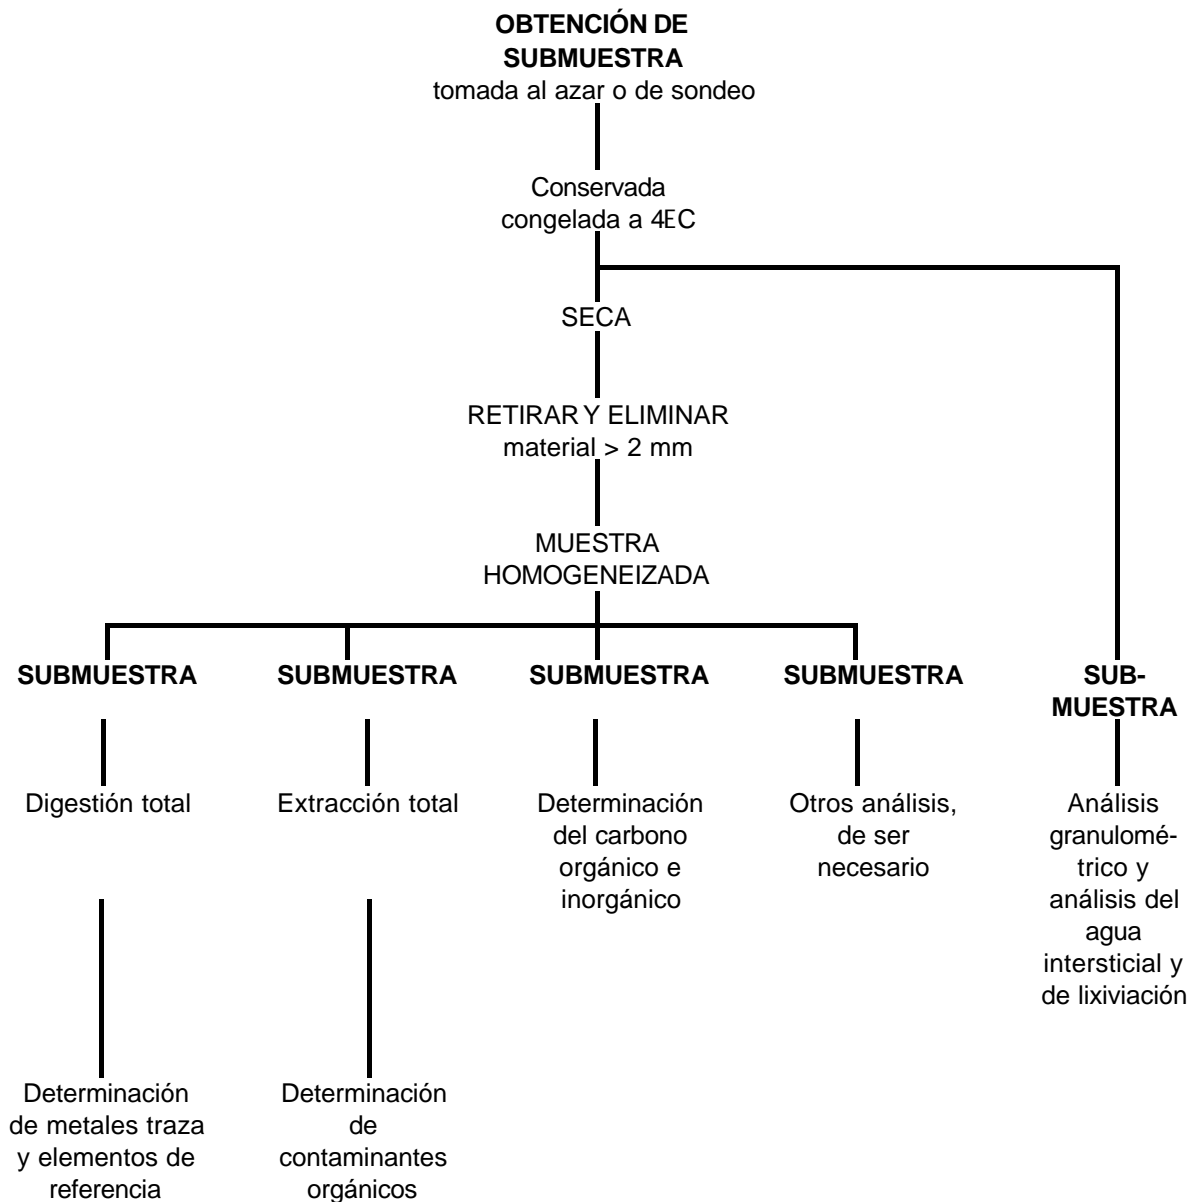 OBTENCIÓN DE
SUBMUESTRA
tomada al azar o de sondeo
Conservada
congelada a 4EC
SECA
RETIRAR Y ELIMINAR
material > 2 mm
MUESTRA
HOMOGENEIZADA
SUBMUESTRA
Digestión total
Determinación
de metales traza
y elementos de
referencia
SUBMUESTRA
Extracción total
Determinación
de
contaminantes
orgánicos
SUBMUESTRA
Determinación
del carbono
orgánico e
inorgánico
SUBMUESTRA
Otros análisis,
de ser
necesario
SUB-
MUESTRA
Análisis
granulomé-
trico y
análisis del
agua
intersticial y
de lixiviación